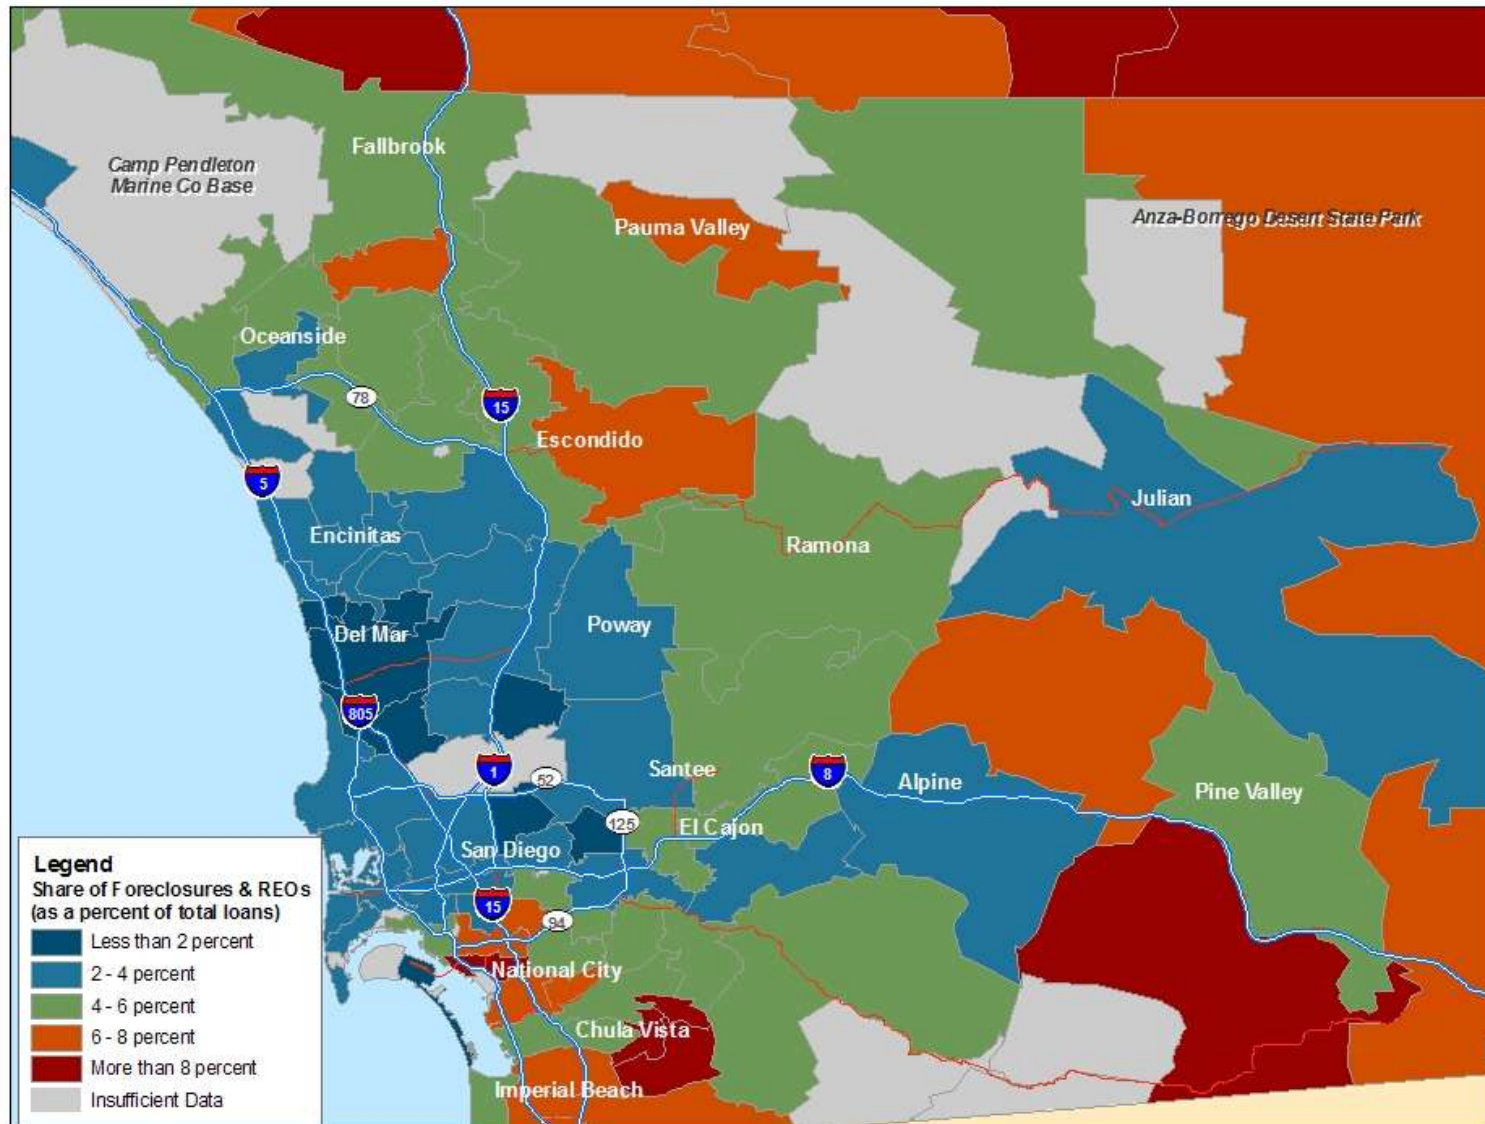 Fallbrook
Camp Pendleton
Marine Co Base
Pauma Valley
Anza-Borrego Desert State Park
Oceanside
78
15
Escondido
5
Julian
Encinitas
Ramona
Del Mar
Poway
805
1
52
Santee
8
Alpine
Pine Valley
125
El Cajon
San Diego
15
94
National City
Chula Vista
Imperial Beach
Legend
Share of Foreclosures & REOs
(as a percent of total loans)
Less than 2 percent
2 - 4 percent
4 - 6 percent
6 - 8 percent
More than 8 percent
Insufficient Data